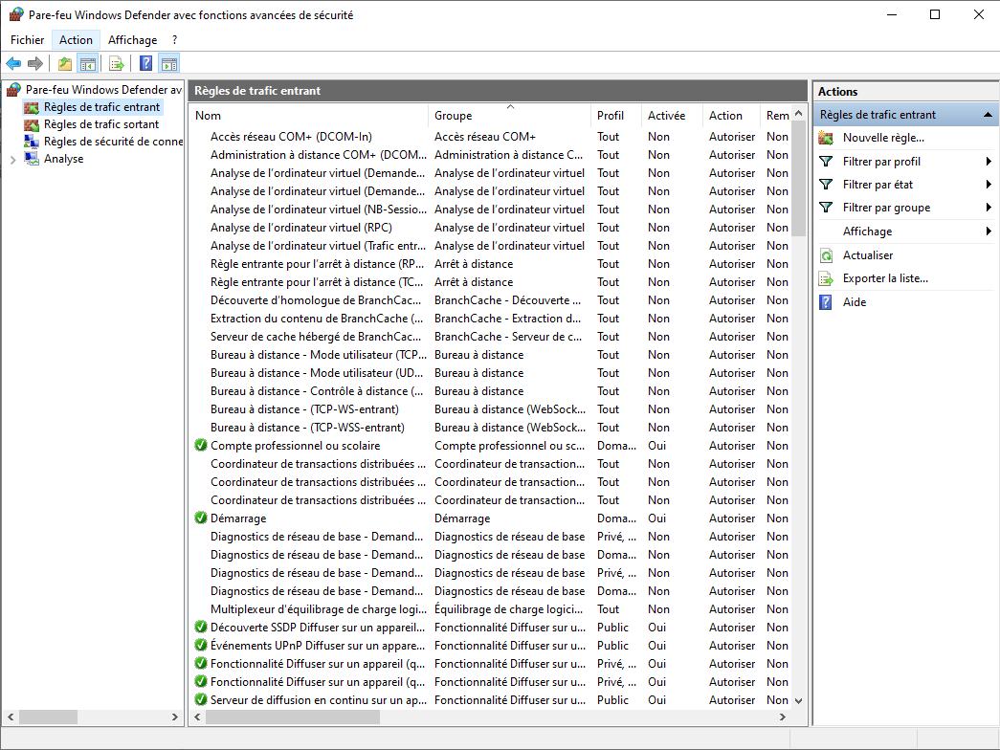 Pare-feu Windows Defender avec fonctions avancées de sécurité
Fichier Action Affichage ?
Pare-feu Windows Defender av
Règles de trafic entrant
Règles de trafic sortant
Règles de sécurité de conne
Analyse
Règles de trafic entrant
Nom Groupe Profil Activée Action Rem
Accès réseau COM+ (DCOM-In) Accès réseau COM+ Tout Non Autoriser Non
Administration à distance COM+ (DCOM... Administration à distance C... Tout Non Autoriser Non
Analyse de l'ordinateur virtuel (Demande... Analyse de l'ordinateur virtuel Tout Non Autoriser Non
Analyse de l'ordinateur virtuel (Demande... Analyse de l'ordinateur virtuel Tout Non Autoriser Non
Analyse de l'ordinateur virtuel (NB-Sessio... Analyse de l'ordinateur virtuel Tout Non Autoriser Non
Analyse de l'ordinateur virtuel (RPC) Analyse de l'ordinateur virtuel Tout Non Autoriser Non
Analyse de l'ordinateur virtuel (Trafic entr... Analyse de l'ordinateur virtuel Tout Non Autoriser Non
Règle entrante pour l'arrêt à distance (RP... Arrêt à distance Tout Non Autoriser Non
Règle entrante pour l'arrêt à distance (TC... Arrêt à distance Tout Non Autoriser Non
Découverte d'homologue de BranchCac... BranchCache - Découverte ... Tout Non Autoriser Non
Extraction du contenu de BranchCache (... BranchCache - Extraction d... Tout Non Autoriser Non
Serveur de cache hébergé de BranchCac... BranchCache - Serveur de c... Tout Non Autoriser Non
Bureau à distance - Mode utilisateur (TCP... Bureau à distance Tout Non Autoriser Non
Bureau à distance - Mode utilisateur (UD... Bureau à distance Tout Non Autoriser Non
Bureau à distance - Contrôle à distance (... Bureau à distance Tout Non Autoriser Non
Bureau à distance - (TCP-WS-entrant) Bureau à distance (WebSock... Tout Non Autoriser Non
Bureau à distance - (TCP-WSS-entrant) Bureau à distance (WebSock... Tout Non Autoriser Non
Compte professionnel ou scolaire Compte professionnel ou sc... Doma... Oui Autoriser Non
Coordinateur de transactions distribuées ... Coordinateur de transaction... Tout Non Autoriser Non
Coordinateur de transactions distribuées ... Coordinateur de transaction... Tout Non Autoriser Non
Coordinateur de transactions distribuées ... Coordinateur de transaction... Tout Non Autoriser Non
Démarrage Démarrage Doma... Oui Autoriser Non
Diagnostics de réseau de base - Demand... Diagnostics de réseau de base Privé, ... Non Autoriser Non
Diagnostics de réseau de base - Demand... Diagnostics de réseau de base Doma... Non Autoriser Non
Diagnostics de réseau de base - Demand... Diagnostics de réseau de base Privé, ... Non Autoriser Non
Diagnostics de réseau de base - Demand... Diagnostics de réseau de base Doma... Non Autoriser Non
Multiplexeur d'équilibrage de charge logi... Équilibrage de charge logici... Tout Non Autoriser Non
Découverte SSDP Diffuser sur un appareil... Fonctionnalité Diffuser sur u... Public Oui Autoriser Non
Événements UPnP Diffuser sur un appare... Fonctionnalité Diffuser sur u... Public Oui Autoriser Non
Fonctionnalité Diffuser sur un appareil (q... Fonctionnalité Diffuser sur u... Privé, ... Oui Autoriser Non
Fonctionnalité Diffuser sur un appareil (q... Fonctionnalité Diffuser sur u... Privé, ... Oui Autoriser Non
Serveur de diffusion en continu sur un ap... Fonctionnalité Diffuser sur u... Public Oui Autoriser Non
Actions
Règles de trafic entrant
Nouvelle règle...
Filtrer par profil
Filtrer par état
Filtrer par groupe
Affichage
Actualiser
Exporter la liste...
Aide